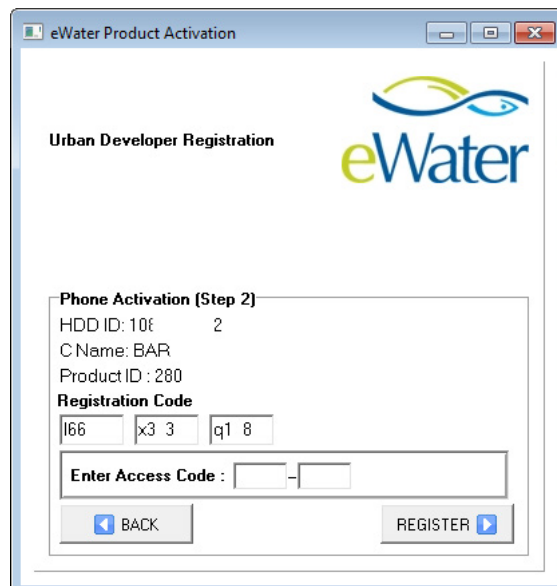 eWater Product Activation
eWater
Urban Developer Registration
Phone Activation (Step 2)
HDD ID: 108 2
C Name: BAR
Product ID : 280
Registration Code
l66 x3 3 q1 8
Enter Access Code : –
BACK REGISTER